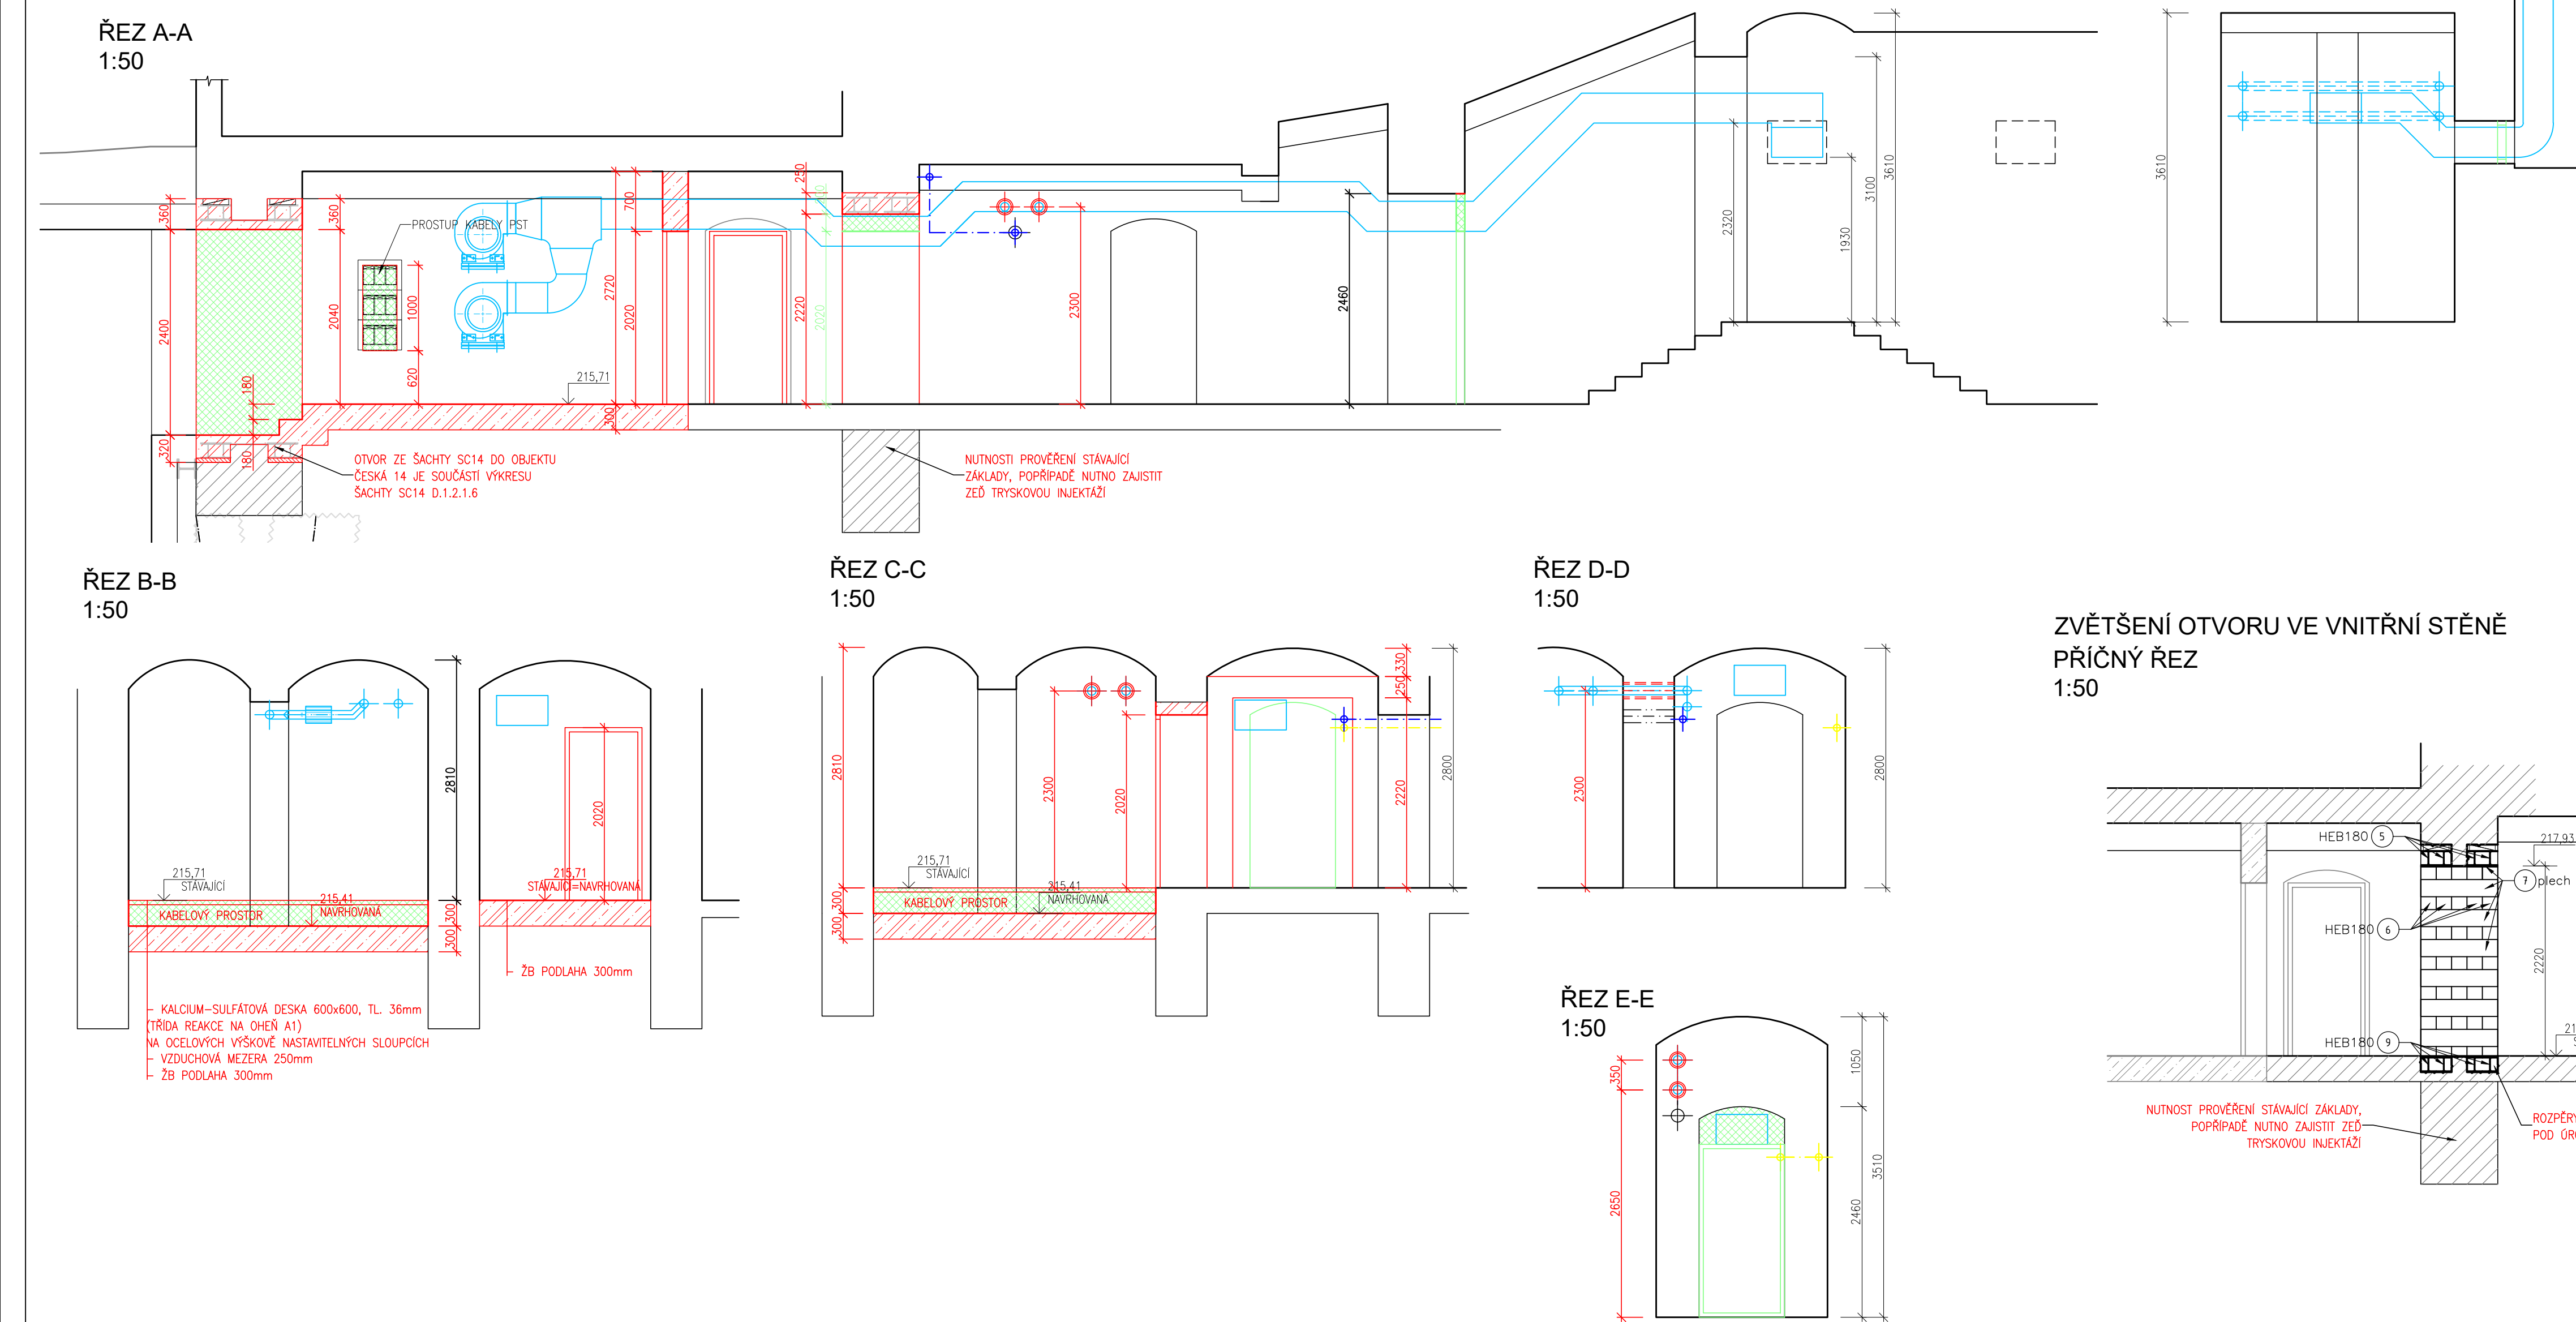 ŘEZ A-A
1:50
360
2400
320
180
180
360
2040
PROSTUP KABELY PST
1000
620
215,71
2720
300
700
2020
250
2220
2020
2300
2460
2320
1930
3100
3610
3610
OTVOR ZE ŠACHTY SC14 DO OBJEKTU
ČESKÁ 14 JE SOUČÁSTÍ VÝKRESU
ŠACHTY SC14 D.1.2.1.6
NUTNOSTI PROVĚŘENÍ STÁVAJÍCÍ
ZÁKLADY, POPŘÍPADĚ NUTNO ZAJISTIT
ZEĎ TRYSKOVOU INJEKTÁŽÍ
ŘEZ B-B
1:50
2810
2020
215,71
STÁVAJÍCÍ
215,41
NAVRHOVANÁ
KABELOVÝ PROSTOR
300
300
215,71
STÁVAJÍCÍ=NAVRHOVANÁ
ŽB PODLAHA 300mm
KALCIUM-SULFÁTOVÁ DESKA 600x600, TL. 36mm
(TŘÍDA REAKCE NA OHEŇ A1)
NA OCELOVÝCH VÝŠKOVĚ NASTAVITELNÝCH SLOUPCÍCH
VZDUCHOVÁ MEZERA 250mm
ŽB PODLAHA 300mm
ŘEZ C-C
1:50
2810
300
300
215,71
STÁVAJÍCÍ
215,41
NAVRHOVANÁ
KABELOVÝ PROSTOR
2300
2020
330
250
2220
2800
ŘEZ D-D
1:50
2300
2800
ŘEZ E-E
1:50
350
2650
1050
2460
3510
ZVĚTŠENÍ OTVORU VE VNITŘNÍ STĚNĚ
PŘÍČNÝ ŘEZ
1:50
HEB180 5
217,93
7 plech
HEB180 6
2220
HEB180 9
NUTNOST PROVĚŘENÍ STÁVAJÍCÍ ZÁKLADY,
POPŘÍPADĚ NUTNO ZAJISTIT ZEĎ
TRYSKOVOU INJEKTÁŽÍ
ROZPĚRY
POD ÚR